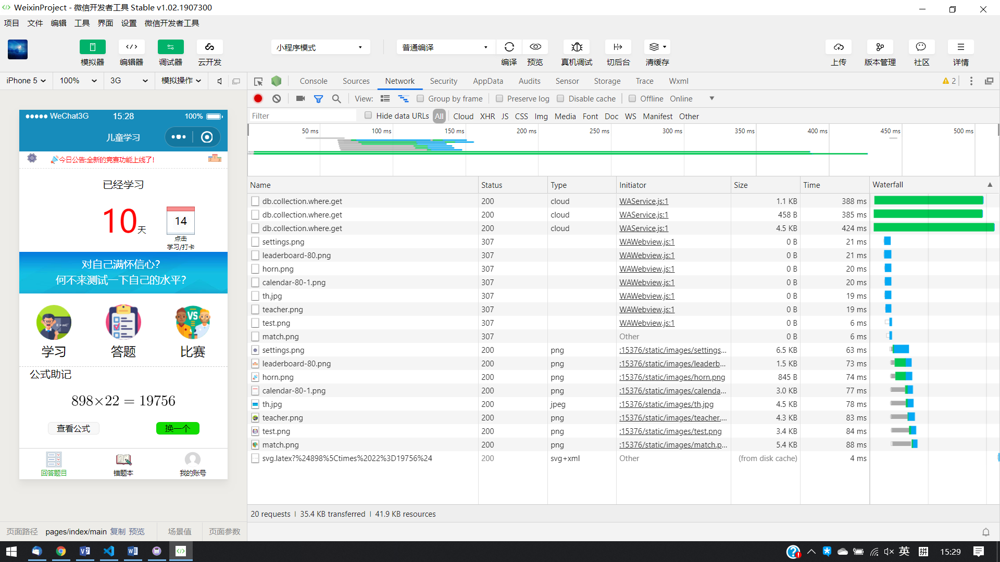 WeixinProject - 微信开发者工具 Stable v1.02.1907300
项目 文件 编辑 工具 界面 设置 微信开发者工具
小程序模式 普通编译
模拟器 编辑器 调试器 云开发 编译 预览 真机调试 切后台 清缓存 上传 版本管理 社区 详情
iPhone 5 100% 3G 模拟操作
Console Sources Network Security AppData Audits Sensor Storage Trace Wxml 2
View: Group by frame Preserve log Disable cache Offline Online
Filter Hide data URLs All Cloud XHR JS CSS Img Media Font Doc WS Manifest Other
50 ms 100 ms 150 ms 200 ms 250 ms 300 ms 350 ms 400 ms 450 ms 500 ms
Name Status Type Initiator Size Time Waterfall
db.collection.where.get 200 cloud WAService.js:1 1.1 KB 388 ms
db.collection.where.get 200 cloud WAService.js:1 458 B 385 ms
db.collection.where.get 200 cloud WAService.js:1 4.5 KB 424 ms
settings.png 307 WAWebview.js:1 0 B 21 ms
leaderboard-80.png 307 WAWebview.js:1 0 B 21 ms
horn.png 307 WAWebview.js:1 0 B 20 ms
calendar-80-1.png 307 WAWebview.js:1 0 B 20 ms
th.jpg 307 WAWebview.js:1 0 B 19 ms
teacher.png 307 WAWebview.js:1 0 B 19 ms
test.png 307 WAWebview.js:1 0 B 6 ms
match.png 307 Other 0 B 6 ms
settings.png 200 png :15376/static/images/settings... 6.5 KB 63 ms
leaderboard-80.png 200 png :15376/static/images/leaderb... 1.5 KB 73 ms
horn.png 200 png :15376/static/images/horn.png 845 B 74 ms
calendar-80-1.png 200 png :15376/static/images/calenda... 3.0 KB 77 ms
th.jpg 200 jpeg :15376/static/images/th.jpg 4.5 KB 78 ms
teacher.png 200 png :15376/static/images/teacher.... 4.3 KB 83 ms
test.png 200 png :15376/static/images/test.png 3.4 KB 84 ms
match.png 200 png :15376/static/images/match.p... 5.4 KB 88 ms
svg.latex?%24898%5Ctimes%2022%3D19756%24 200 svg+xml Other (from disk cache) 4 ms
20 requests | 35.4 KB transferred | 41.9 KB resources
WeChat3G 15:28 100%
儿童学习
今日公告:全新的竞赛功能上线了!
已经学习
10天
14
点击
学习/打卡
对自己满怀信心?
何不来测试一下自己的水平?
VS
学习 答题 比赛
公式助记
898×22 = 19756
查看公式 换一个
回答题目 错题本 我的账号
页面路径 pages/index/main 复制 预览 场景值 页面参数
英 拼 15:29